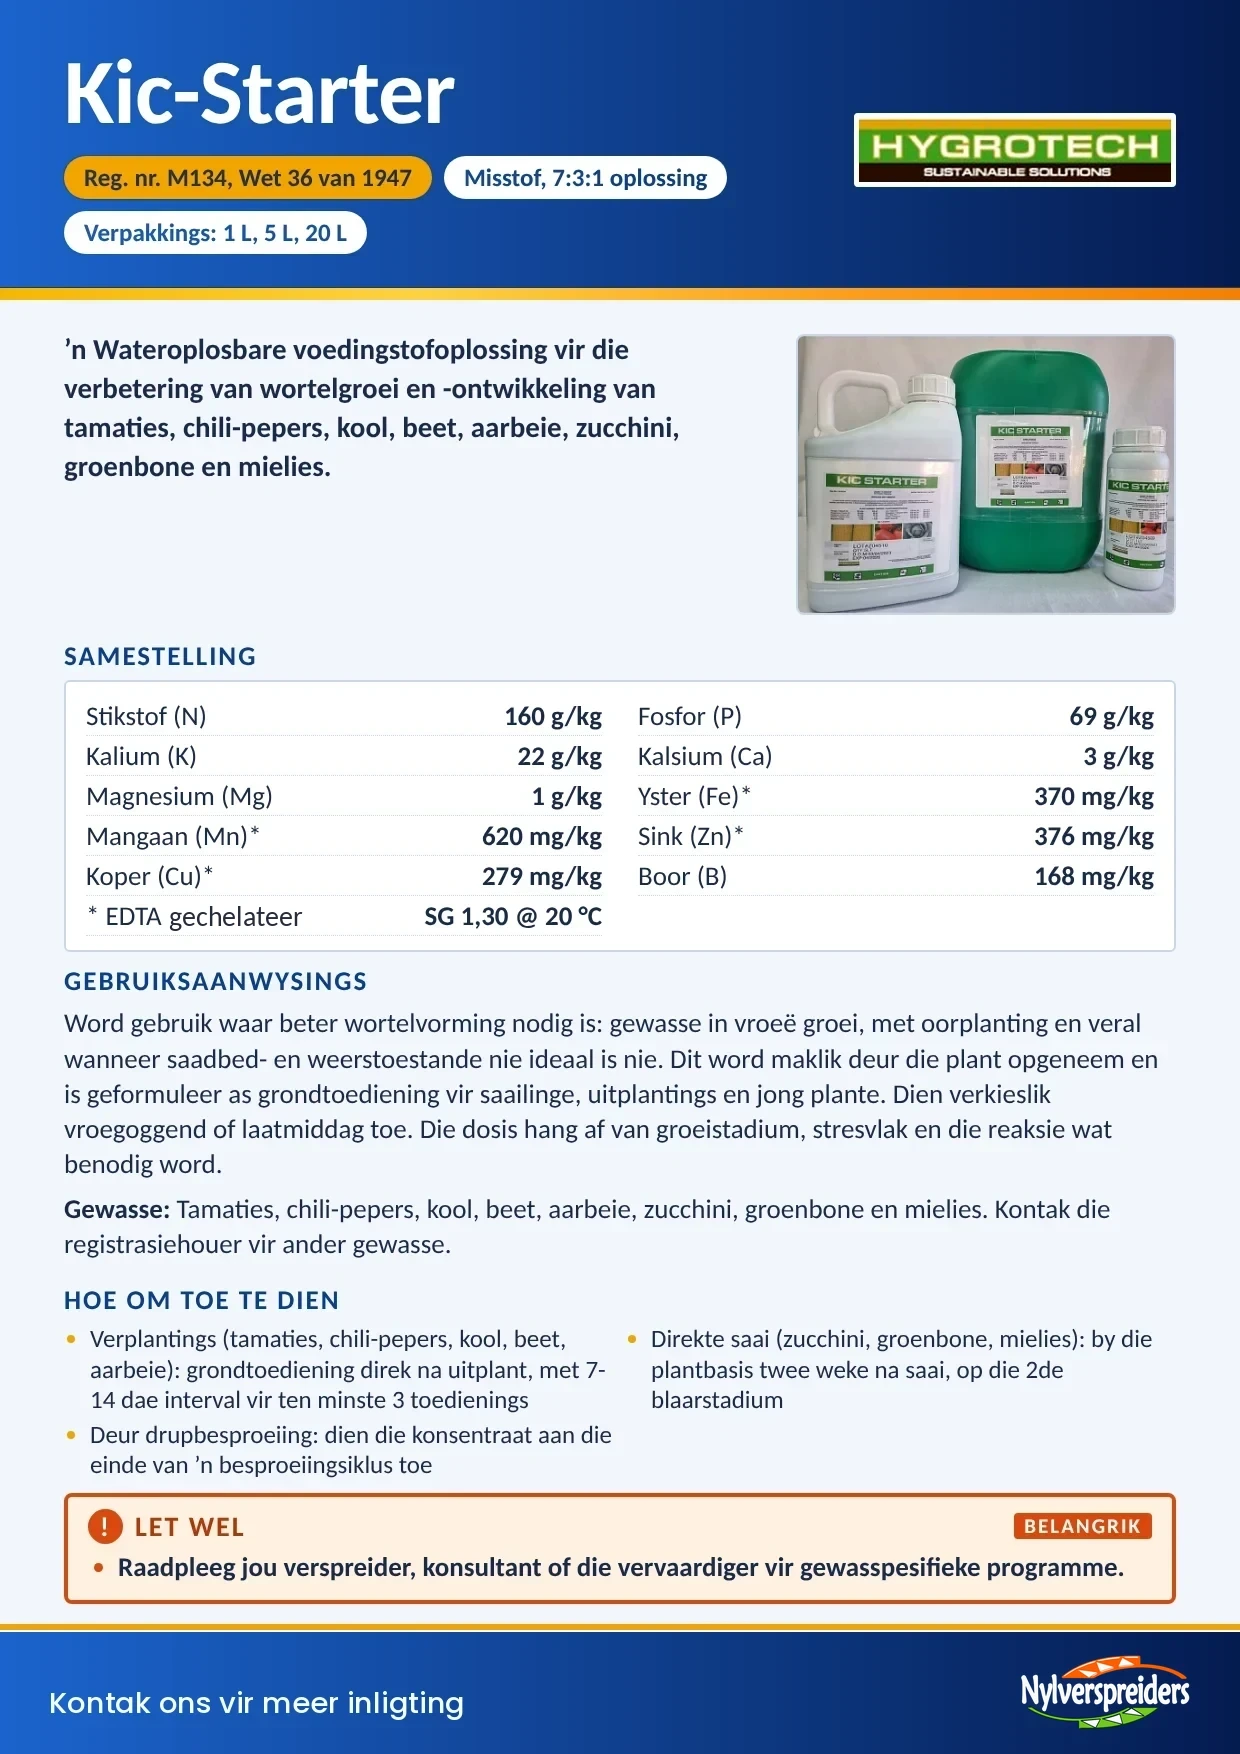 Kic-Starter
Reg. nr. M134, Wet 36 van 1947
Misstof, 7:3:1 oplossing
Verpakkings: 1 L, 5 L, 20 L
HYGROTECH
SUSTAINABLE SOLUTIONS
’n Wateroplosbare voedingstofoplossing vir die
verbetering van wortelgroei en -ontwikkeling van
tamaties, chili-pepers, kool, beet, aarbeie, zucchini,
groenbone en mielies.
KIC STARTER
KIC STARTER
KIC STARTER
SAMESTELLING
Stikstof (N) 160 g/kg
Fosfor (P) 69 g/kg
Kalium (K) 22 g/kg
Kalsium (Ca) 3 g/kg
Magnesium (Mg) 1 g/kg
Yster (Fe)* 370 mg/kg
Mangaan (Mn)* 620 mg/kg
Sink (Zn)* 376 mg/kg
Koper (Cu)* 279 mg/kg
Boor (B) 168 mg/kg
* EDTA gechelateer SG 1,30 @ 20 °C
GEBRUIKSAANWYSINGS
Word gebruik waar beter wortelvorming nodig is: gewasse in vroeë groei, met oorplanting en veral
wanneer saadbed- en weerstoestande nie ideaal is nie. Dit word maklik deur die plant opgeneem en
is geformuleer as grondtoediening vir saailinge, uitplantings en jong plante. Dien verkieslik
vroegoggend of laatmiddag toe. Die dosis hang af van groeistadium, stresvlak en die reaksie wat
benodig word.
Gewasse: Tamaties, chili-pepers, kool, beet, aarbeie, zucchini, groenbone en mielies. Kontak die
registrasiehouer vir ander gewasse.
HOE OM TOE TE DIEN
• Verplantings (tamaties, chili-pepers, kool, beet,
aarbeie): grondtoediening direk na uitplant, met 7-
14 dae interval vir ten minste 3 toedienings
• Direkte saai (zucchini, groenbone, mielies): by die
plantbasis twee weke na saai, op die 2de
blaarstadium
• Deur drupbesproeiing: dien die konsentraat aan die
einde van ’n besproeiingsiklus toe
! LET WEL
BELANGRIK
• Raadpleeg jou verspreider, konsultant of die vervaardiger vir gewasspesifieke programme.
Kontak ons vir meer inligting
Nylverspreiders